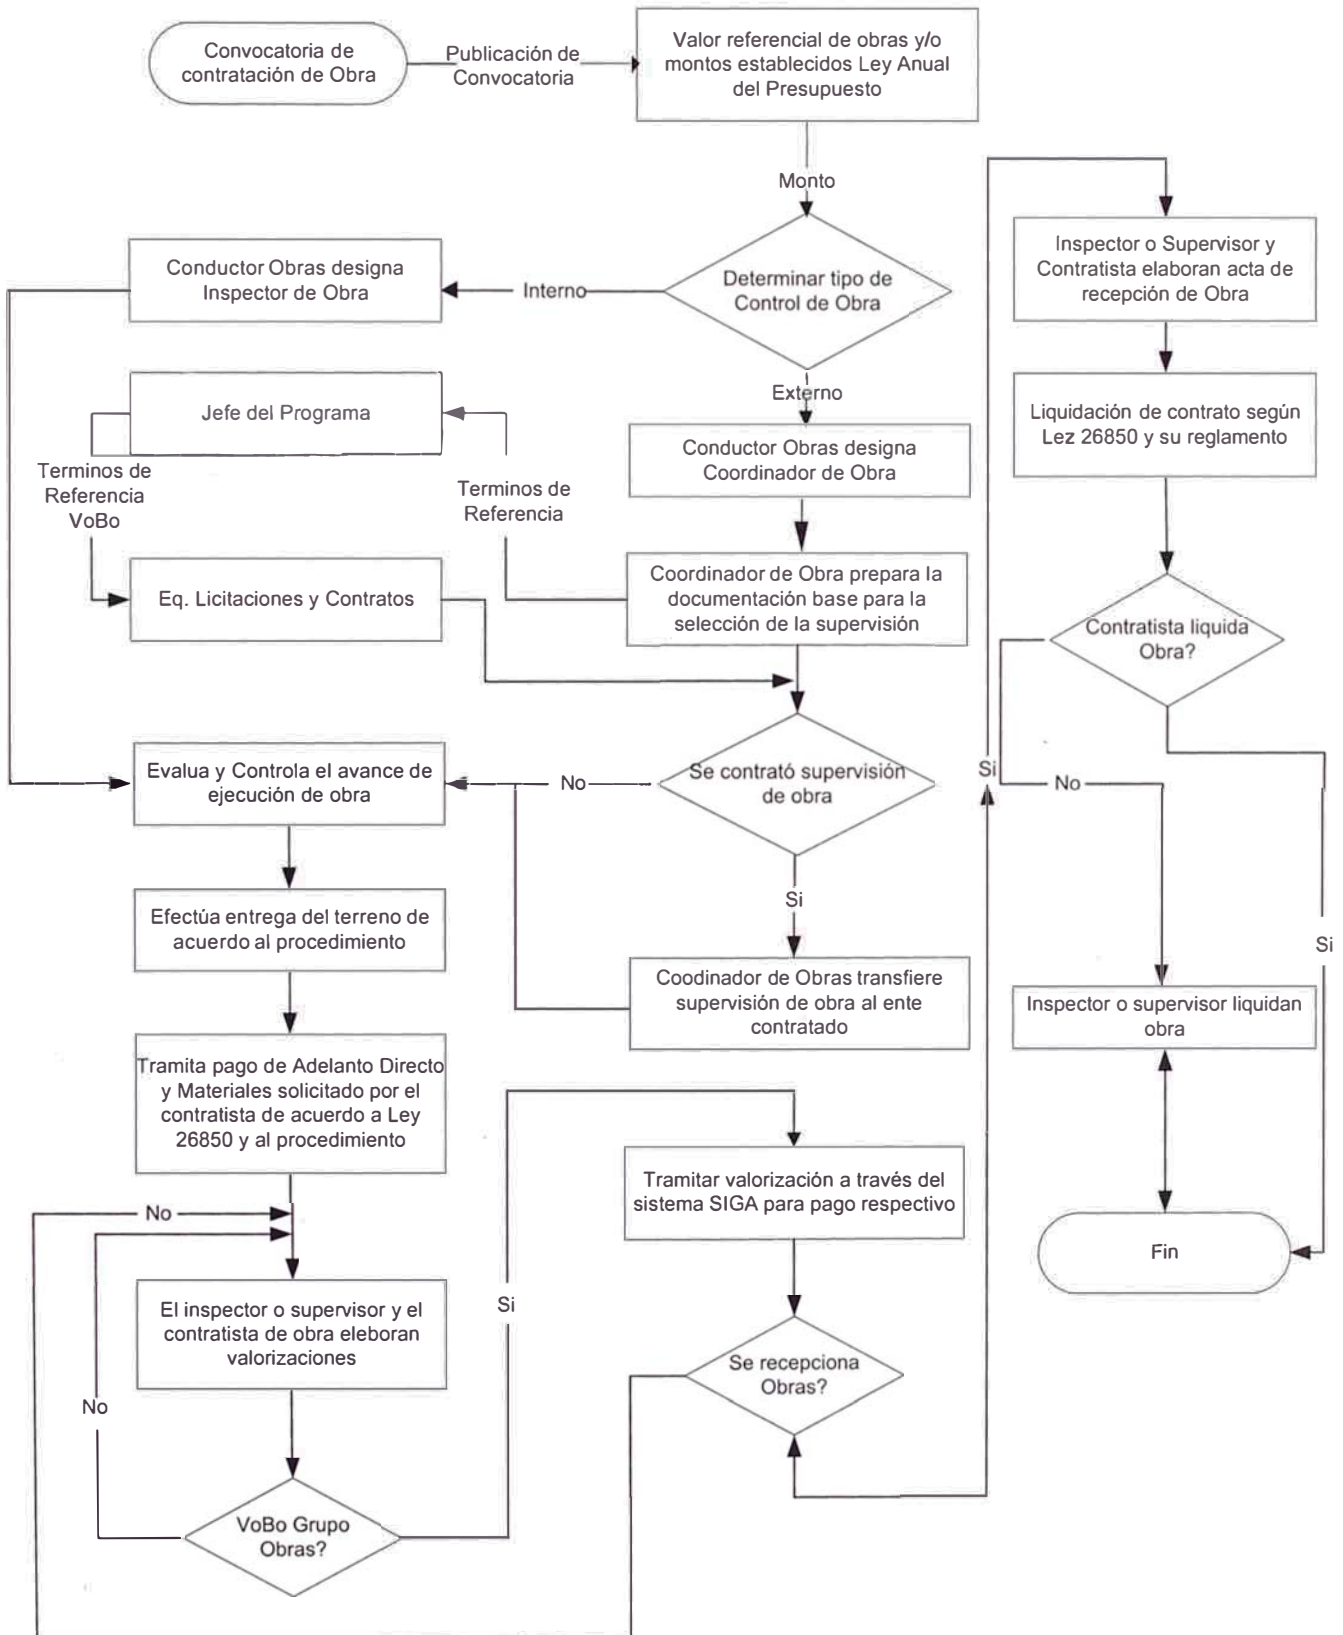 Convocatoria de
contratación de Obra
Publicación de
Convocatoria
Valor referencial de obras y/o
montos establecidos Ley Anual
del Presupuesto
Monto
Determinar tipo de
Control de Obra
Interno
Conductor Obras designa
Inspector de Obra
Externo
Conductor Obras designa
Coordinador de Obra
Coordinador de Obra prepara la
documentación base para la
selección de la supervisión
Terminos de
Referencia
Jefe del Programa
Terminos de
Referencia
VoBo
Eq. Licitaciones y Contratos
Se contrató supervisión
de obra
No
Si
Coodinador de Obras transfiere
supervisión de obra al ente
contratado
Evalua y Controla el avance de
ejecución de obra
Efectúa entrega del terreno de
acuerdo al procedimiento
Tramita pago de Adelanto Directo
y Materiales solicitado por el
contratista de acuerdo a Ley
26850 y al procedimiento
No
El inspector o supervisor y el
contratista de obra eleboran
valorizaciones
No
VoBo Grupo
Obras?
Si
Tramitar valorización a través del
sistema SIGA para pago respectivo
Se recepciona
Obras?
Si
Inspector o Supervisor y
Contratista elaboran acta de
recepción de Obra
Liquidación de contrato según
Lez 26850 y su reglamento
Contratista liquida
Obra?
No
Si
Inspector o supervisor liquidan
obra
Fin